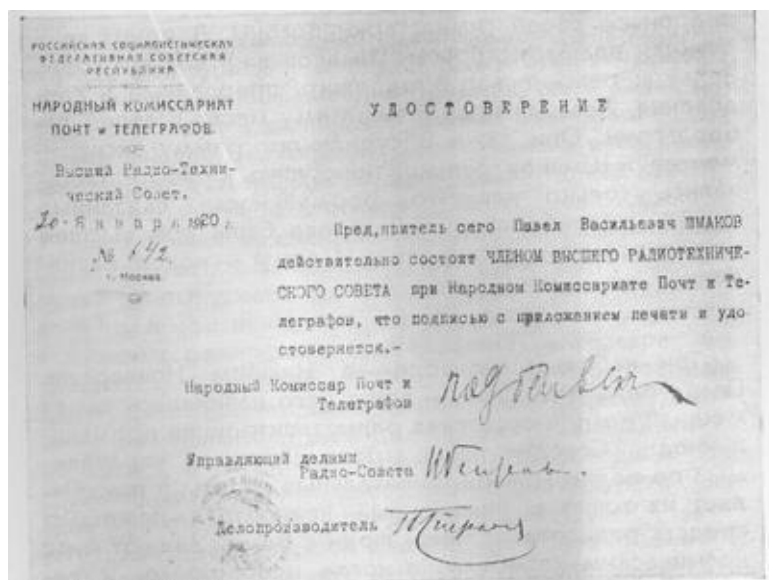 РОССИЙСКАЯ СОЦИАЛИСТИЧЕСКАЯ
ФЕДЕРАТИВНАЯ СОВЕТСКАЯ
РЕСПУБЛИКА
НАРОДНЫЙ КОМИССАРИАТ
ПОЧТ и ТЕЛЕГРАФОВ.
Высший Радио-Техни-
ческий Совет.
20 Января 1920 г.
№ 642
г. Москва
УДОСТОВЕРЕНИЕ
Пред,явитель сего Павел Васильевич ШМАКОВ
действительно состоит ЧЛЕНОМ ВЫСШЕГО РАДИОТЕХНИЧЕ-
СКОГО СОВЕТА при Народном Комиссариате Почт и Те-
леграфов, что подписью с приложением печати и удо
стоверяется.-
Народный Комиссар Почт и
Телеграфов
Управляющий делами
Радио-Совета
Делопроизводитель